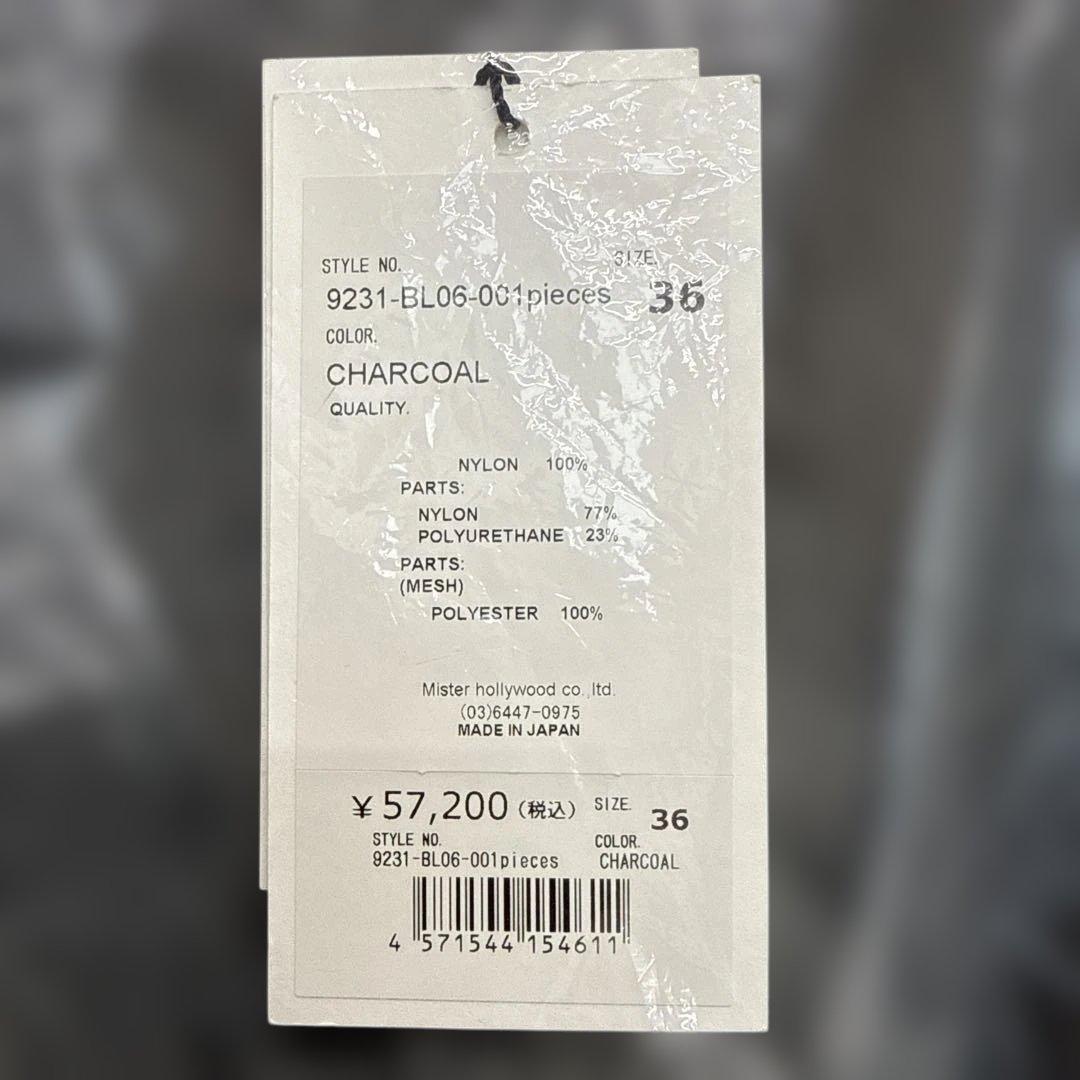 STYLE NO. SIZE.
9231-BL06-001pieces 36
COLOR.
CHARCOAL
QUALITY.
NYLON 100%
PARTS:
NYLON 77%
POLYURETHANE 23%
PARTS:
(MESH)
POLYESTER 100%
Mister hollywood co.,ltd.
(03)6447-0975
MADE IN JAPAN
¥ 57,200 (税込) SIZE. 36
STYLE NO. COLOR.
9231-BL06-001pieces CHARCOAL
4 571544 154611